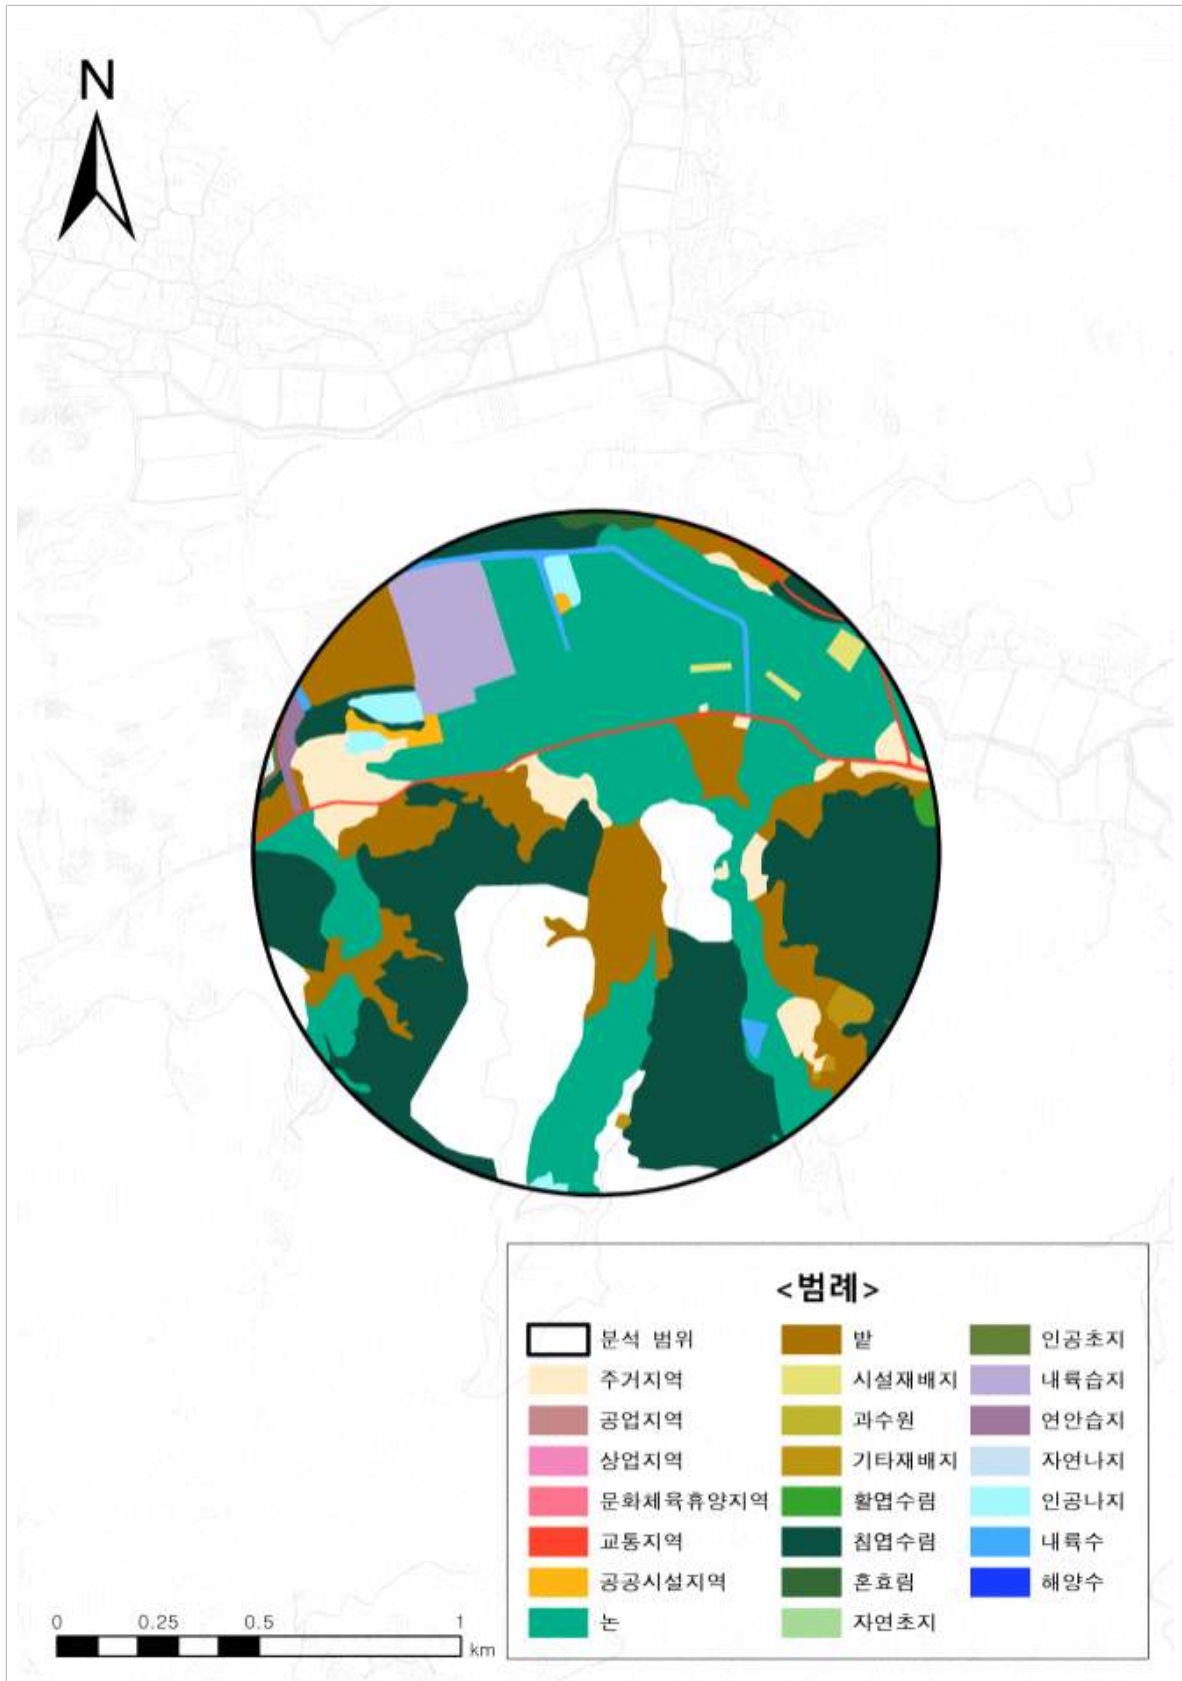 N
<범례>
분석 범위
주거지역
공업지역
상업지역
문화체육휴양지역
교통지역
공공시설지역
논
밭
시설재배지
과수원
기타재배지
활엽수림
침엽수림
혼효림
자연초지
인공초지
내륙습지
연안습지
자연나지
인공나지
내륙수
해양수
0 0.25 0.5 1
km